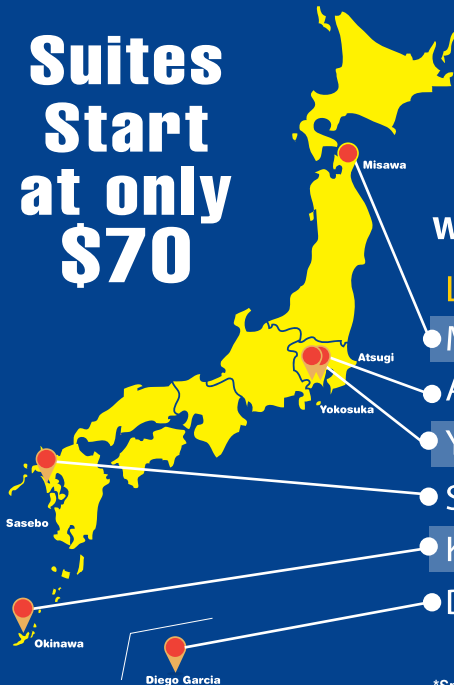 Suites
Start
at only
$70
Misawa
Atsugi
Yokosuka
Sasebo
Okinawa
Diego Garcia